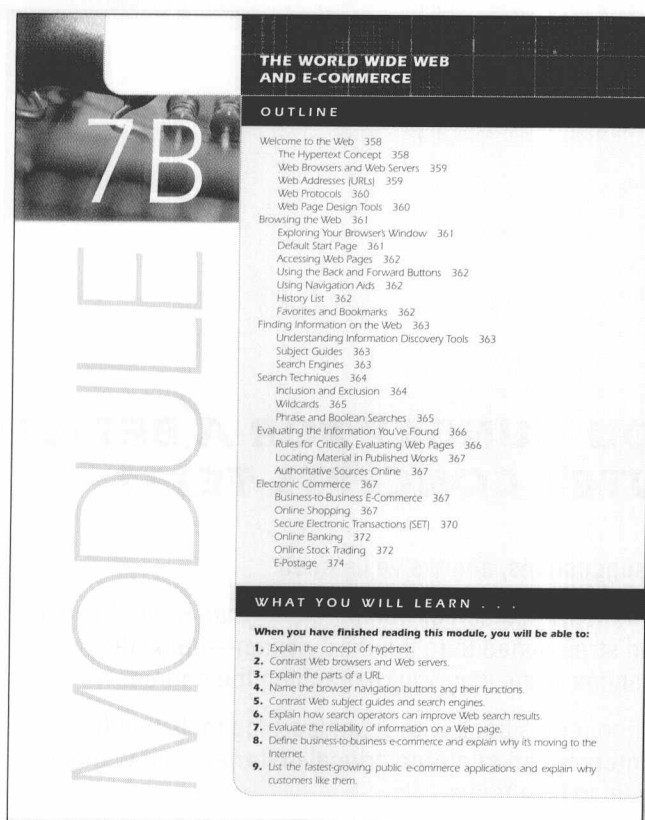 7B
MODULE
THE WORLD WIDE WEB
AND E-COMMERCE
OUTLINE
Welcome to the Web 358
The Hypertext Concept 358
Web Browsers and Web Servers 359
Web Addresses (URLs) 359
Web Protocols 360
Web Page Design Tools 360
Browsing the Web 361
Exploring Your Browser's Window 361
Default Start Page 361
Accessing Web Pages 362
Using the Back and Forward Buttons 362
Using Navigation Aids 362
History List 362
Favorites and Bookmarks 362
Finding Information on the Web 363
Understanding Information Discovery Tools 363
Subject Guides 363
Search Engines 363
Search Techniques 364
Inclusion and Exclusion 364
Wildcards 365
Phrase and Boolean Searches 365
Evaluating the Information You've Found 366
Rules for Critically Evaluating Web Pages 366
Locating Material in Published Works 367
Authoritative Sources Online 367
Electronic Commerce 367
Business-to-Business E-Commerce 367
Online Shopping 367
Secure Electronic Transactions (SET) 370
Online Banking 372
Online Stock Trading 372
E-Postage 374
WHAT YOU WILL LEARN . . .
When you have finished reading this module, you will be able to:
1. Explain the concept of hypertext.
2. Contrast Web browsers and Web servers.
3. Explain the parts of a URL.
4. Name the browser navigation buttons and their functions.
5. Contrast Web subject guides and search engines.
6. Explain how search operators can improve Web search results.
7. Evaluate the reliability of information on a Web page.
8. Define business-to-business e-commerce and explain why it's moving to the
Internet.
9. List the fastest-growing public e-commerce applications and explain why
customers like them.